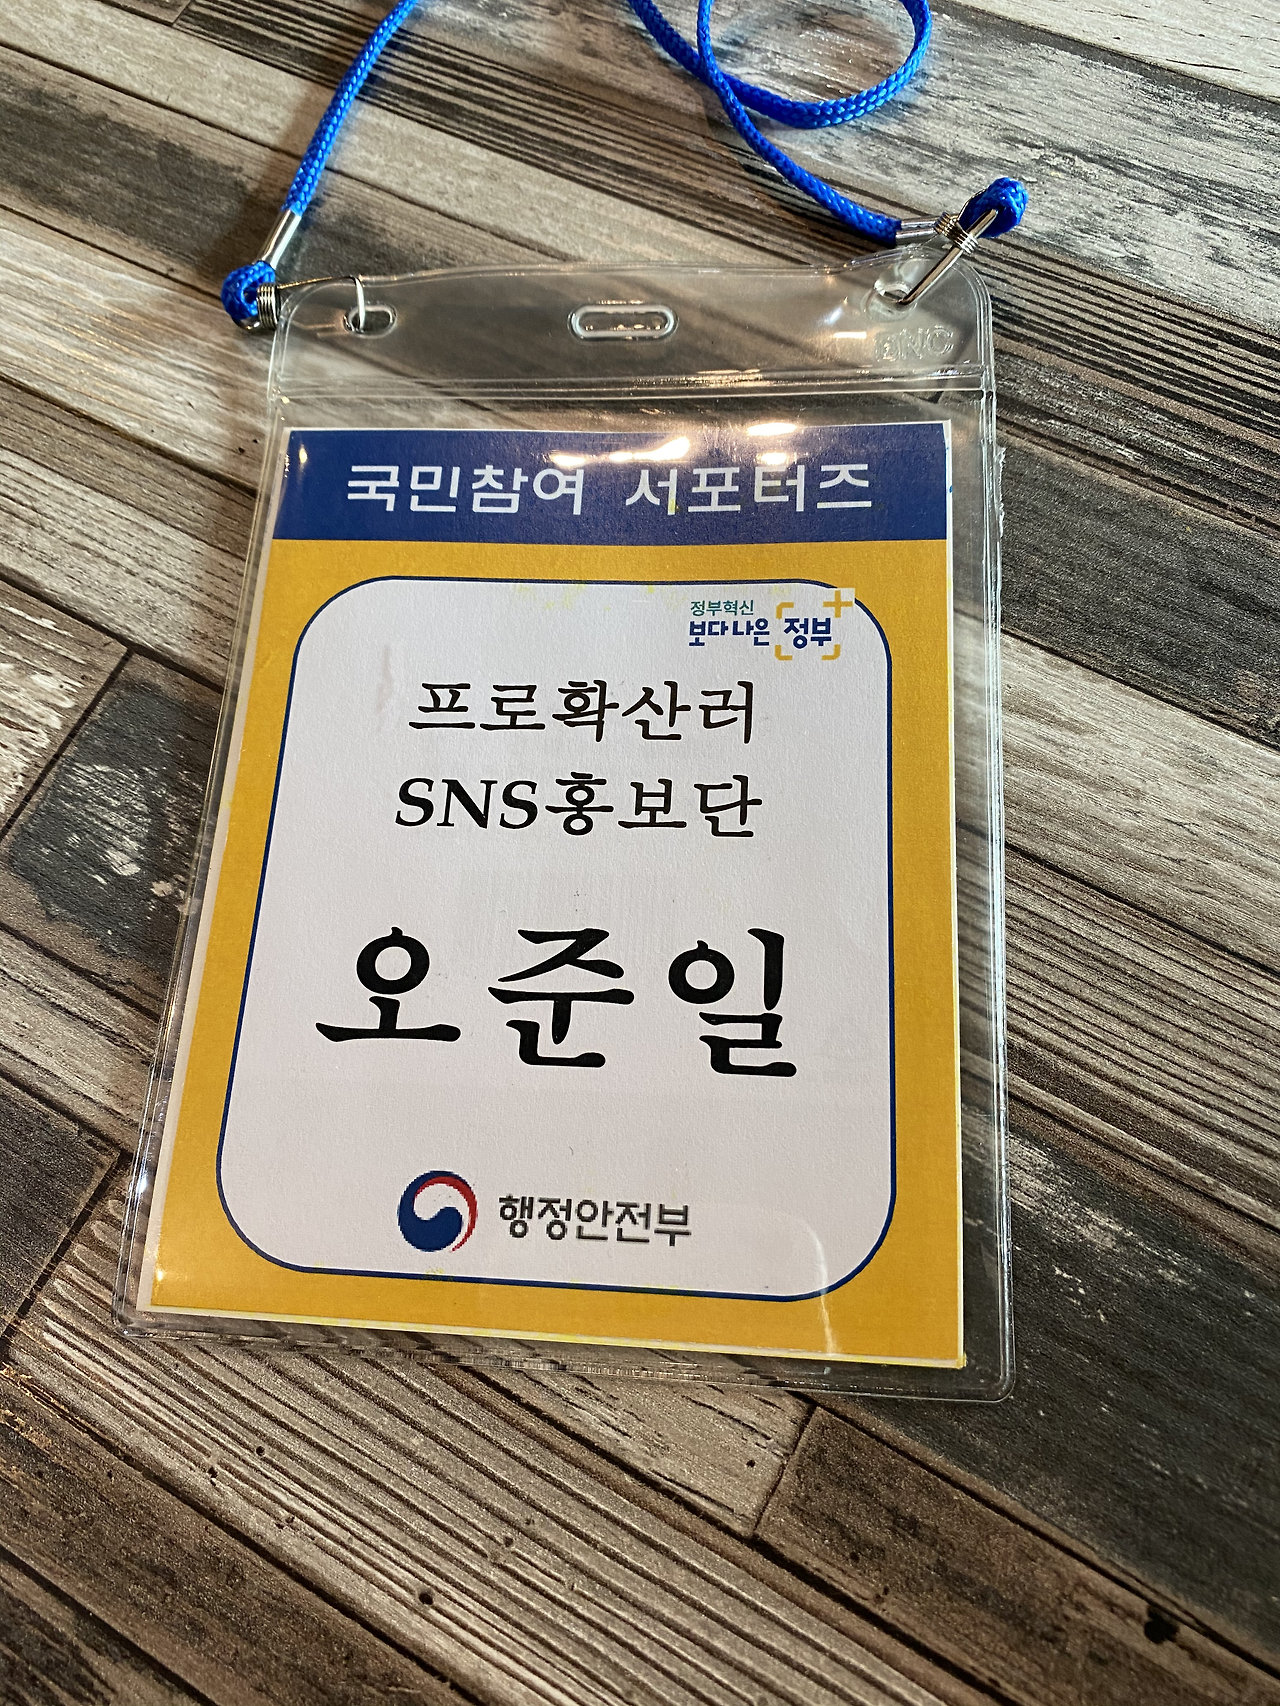 BNC
국민참여 서포터즈
정부혁신
보다나은 정부
프로확산러
SNS홍보단
오준일
행정안전부